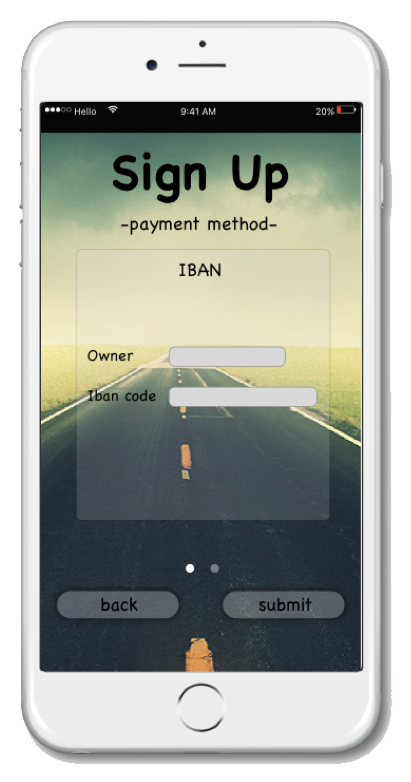 Hello 9:41 AM 20%
Sign Up
-payment method-
IBAN
Owner
Iban code
back submit